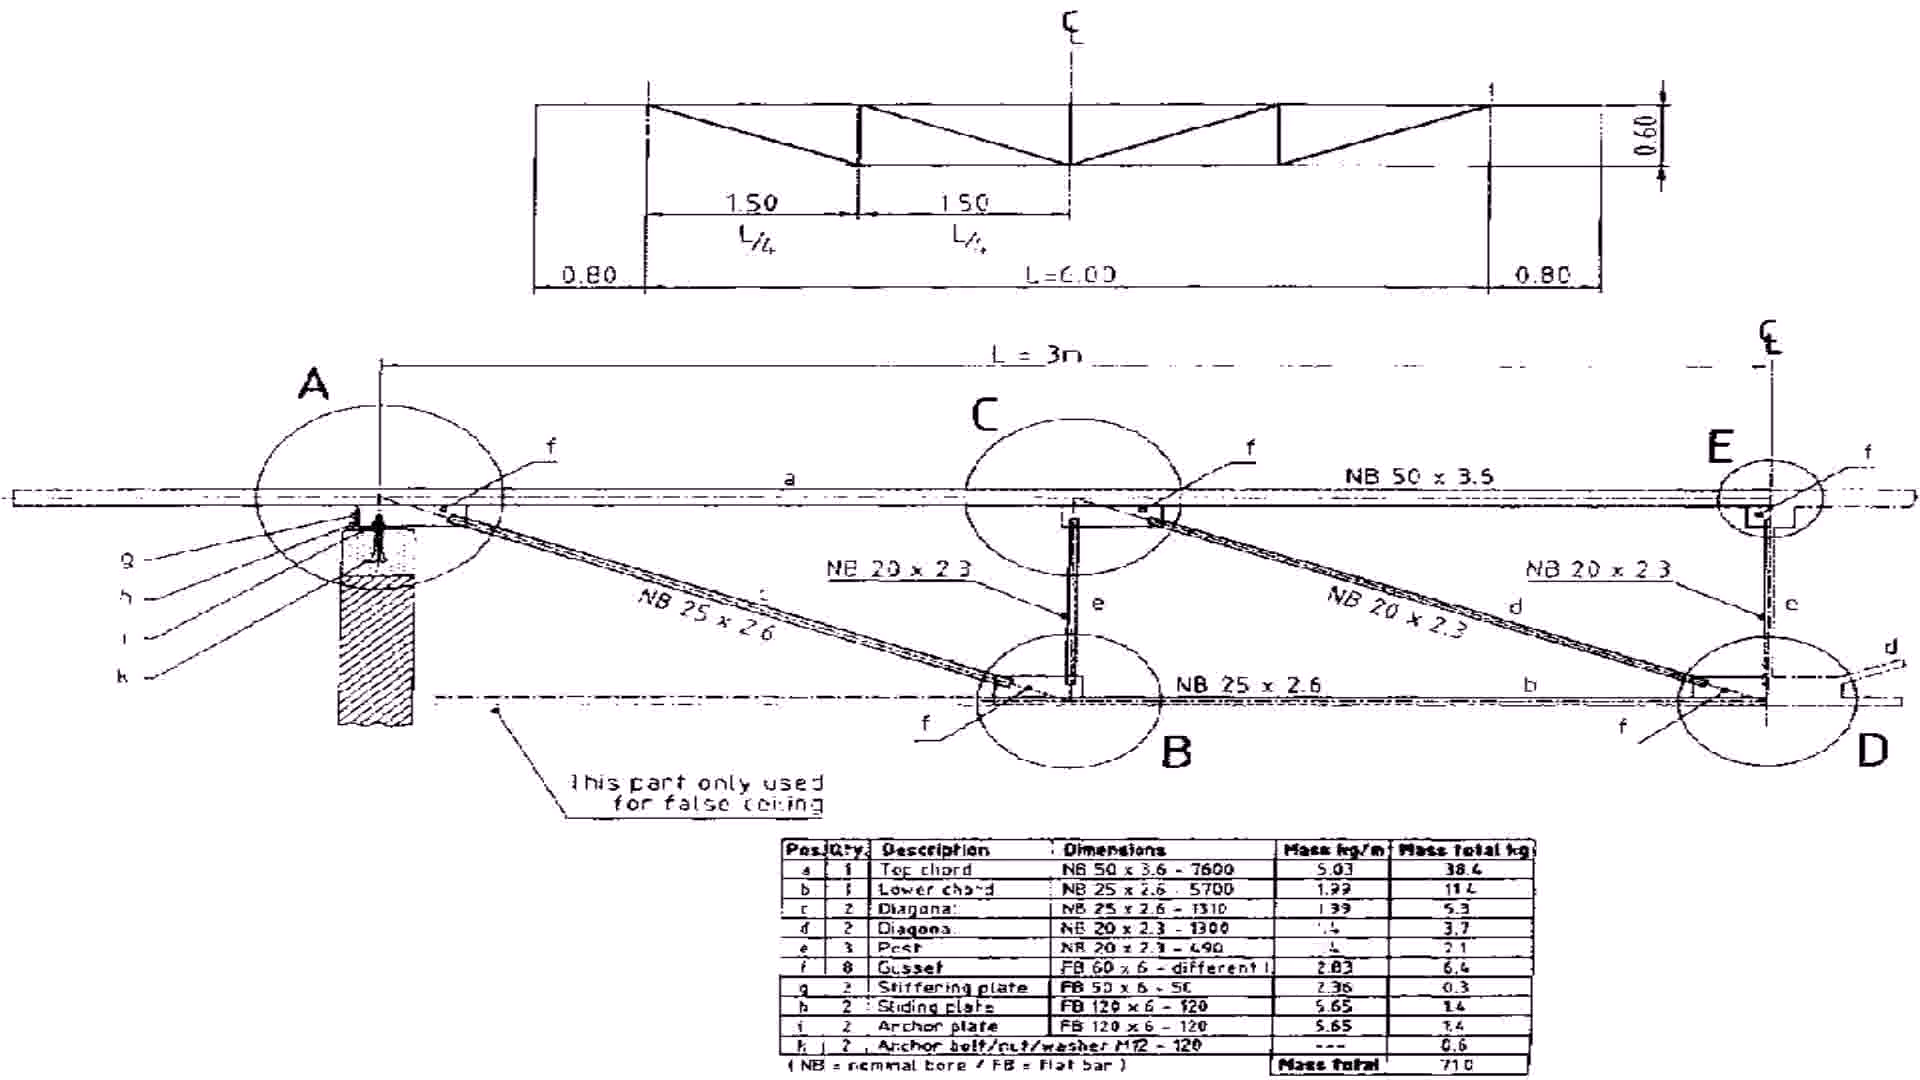 ℄
0.60
1.50 1.50
L/4 L/4
0.80 L=6.00 0.80
℄
L = 3m
A
C
E
f
f
f
a
NB 50 x 3.6
g
h
i
k
NB 20 x 2.3
NB 20 x 2.3
c
NB 25 x 2.6
e
d
NB 20 x 2.3
e
d
NB 25 x 2.6
b
f
f
B
D
This part only used
for false ceiling
Pos. Qty. Description Dimensions Mass kg/m Mass total kg
a 1 Top chord NB 50 x 3.6 - 7600 5.03 38.4
b 1 Lower chord NB 25 x 2.6 - 5700 1.99 11.4
c 2 Diagonal NB 25 x 2.6 - 1310 1.99 5.3
d 2 Diagonal NB 20 x 2.3 - 1300 1.4 3.7
e 3 Post NB 20 x 2.3 - 490 1.4 2.1
f 8 Gusset FB 60 x 6 - different l. 2.83 6.4
g 2 Stiffering plate FB 50 x 6 - 50 2.36 0.3
h 2 Sliding plate FB 120 x 6 - 120 5.65 1.4
i 2 Anchor plate FB 120 x 6 - 120 5.65 1.4
k 2 Anchor bolt/nut/washer M12 - 120 --- 0.6
( NB = nominal bore / FB = flat bar ) Mass total 71.0